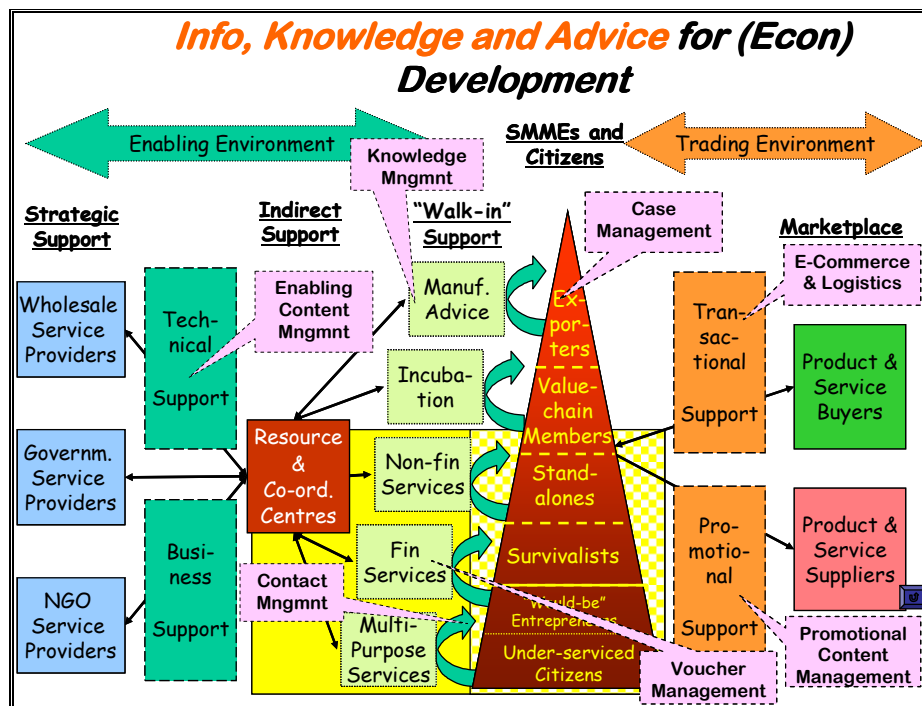 Info, Knowledge and Advice for (Econ)
Development
Enabling Environment
SMMEs and
Citizens
Trading Environment
Knowledge
Mngmnt
Strategic
Support
Indirect
Support
"Walk-in"
Support
Case
Management
Marketplace
E-Commerce
& Logistics
Wholesale
Service
Providers
Tech-
nical
Support
Enabling
Content
Mngmnt
Manuf.
Advice
Ex-
por-
ters
Tran-
sac-
tional
Support
Product &
Service
Buyers
Incuba-
tion
Value-
chain
Members
Governm.
Service
Providers
Resource
&
Co-ord.
Centres
Non-fin
Services
Stand-
alones
Busi-
ness
Support
Fin
Services
Survivalists
Pro-
motio-
nal
Support
Product &
Service
Suppliers
NGO
Service
Providers
Contact
Mngmnt
Would-be"
Entrepreneurs
Multi-
Purpose
Services
Under-serviced
Citizens
Voucher
Management
Promotional
Content
Management